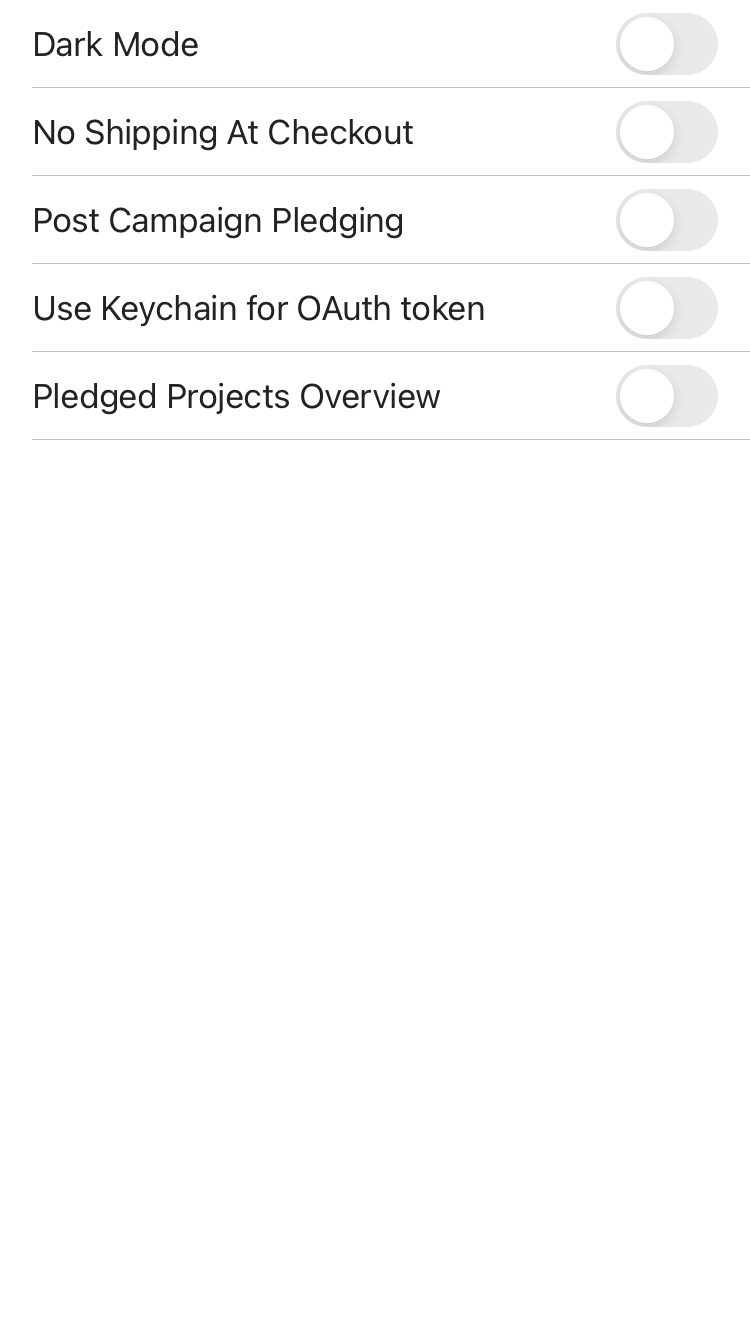 Dark Mode
No Shipping At Checkout
Post Campaign Pledging
Use Keychain for OAuth token
Pledged Projects Overview